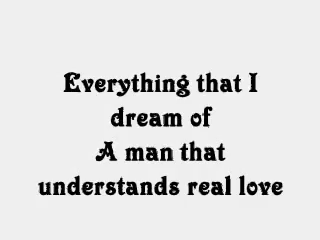 Everything that I
dream of
A man that
understands real love